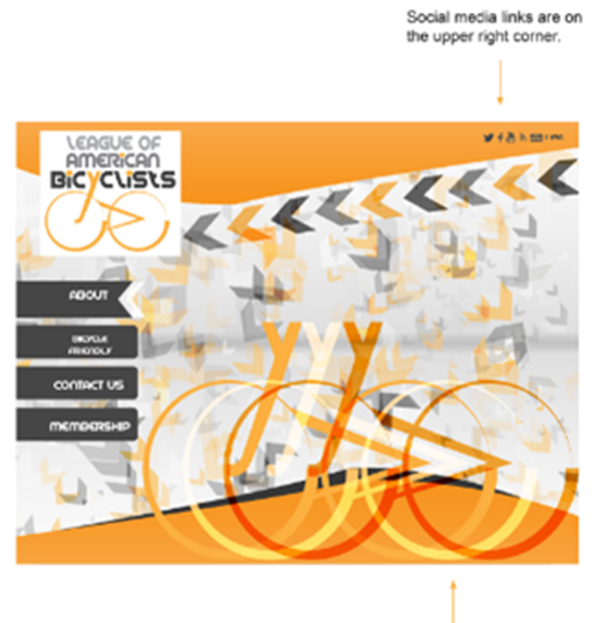 Social media links are on
the upper right corner.
LEAGUE OF
AMERICAN
BICYCLISTS
ABOUT
BICYCLE
FRIENDLY
CONTACT US
MEMBERSHIP